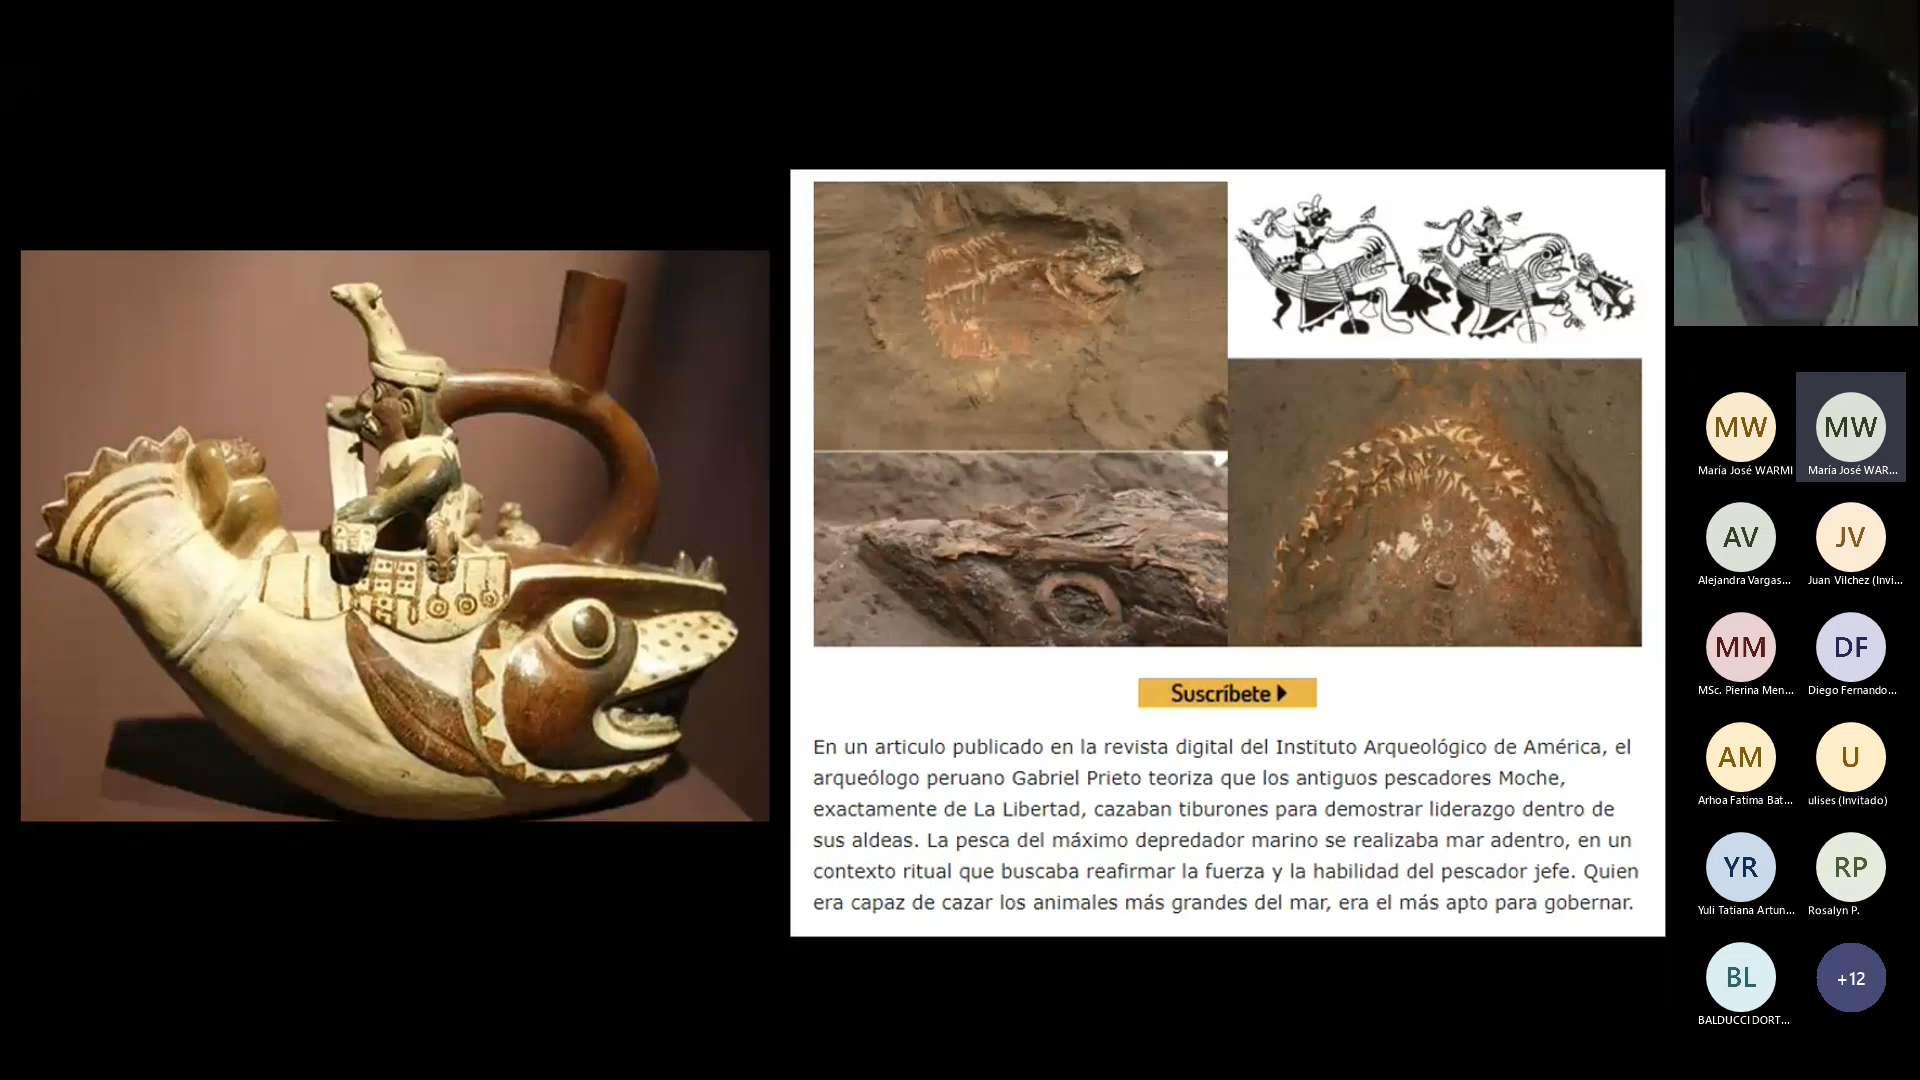 Suscríbete
En un articulo publicado en la revista digital del Instituto Arqueológico de América, el
arqueólogo peruano Gabriel Prieto teoriza que los antiguos pescadores Moche,
exactamente de La Libertad, cazaban tiburones para demostrar liderazgo dentro de
sus aldeas. La pesca del máximo depredador marino se realizaba mar adentro, en un
contexto ritual que buscaba reafirmar la fuerza y la habilidad del pescador jefe. Quien
era capaz de cazar los animales más grandes del mar, era el más apto para gobernar.
MW
María José WARMI
MW
María José WAR...
AV
Alejandra Vargas...
JV
Juan Vilchez (Invi...
MM
MSc. Pierina Men...
DF
Diego Fernando...
AM
Arhoa Fatima Bat...
U
ulises (Invitado)
YR
Yuli Tatiana Artun...
RP
Rosalyn P.
BL
BALDUCCI DORT...
+12